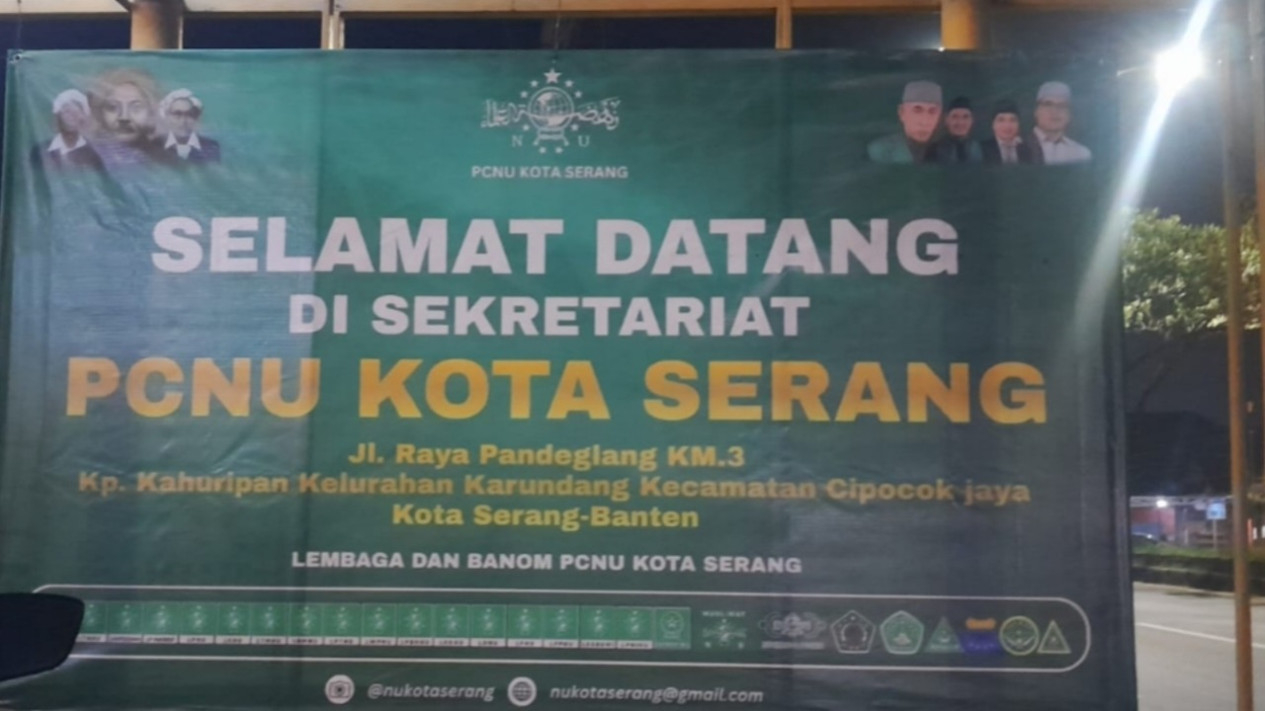 N U
PCNU KOTA SERANG
SELAMAT DATANG
DI SEKRETARIAT
PCNU KOTA SERANG
Jl. Raya Pandeglang KM.3
Kp. Kahuripan Kelurahan Karundang Kecamatan Cipocok jaya
Kota Serang-Banten
LEMBAGA DAN BANOM PCNU KOTA SERANG
@nukotaserang nukotaserang@gmail.com